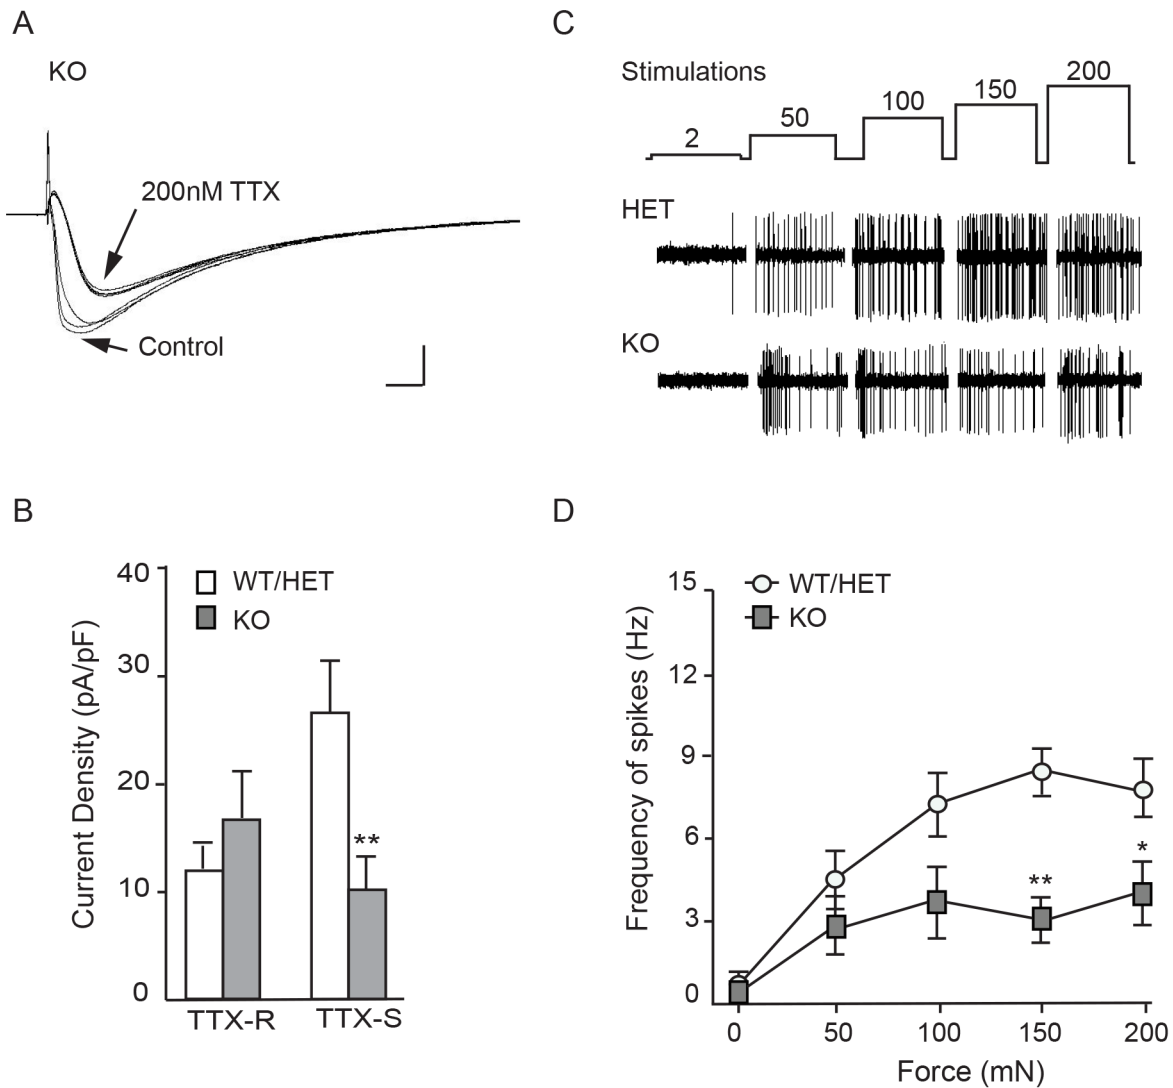 A
KO
200nM TTX
Control
B
40
30
20
10
0
Current Density (pA/pF)
WT/HET
KO
**
TTX-R
TTX-S
C
Stimulations
2
50
100
150
200
HET
KO
D
15
12
9
6
3
0
Frequency of spikes (Hz)
WT/HET
KO
**
*
0
50
100
150
200
Force (mN)